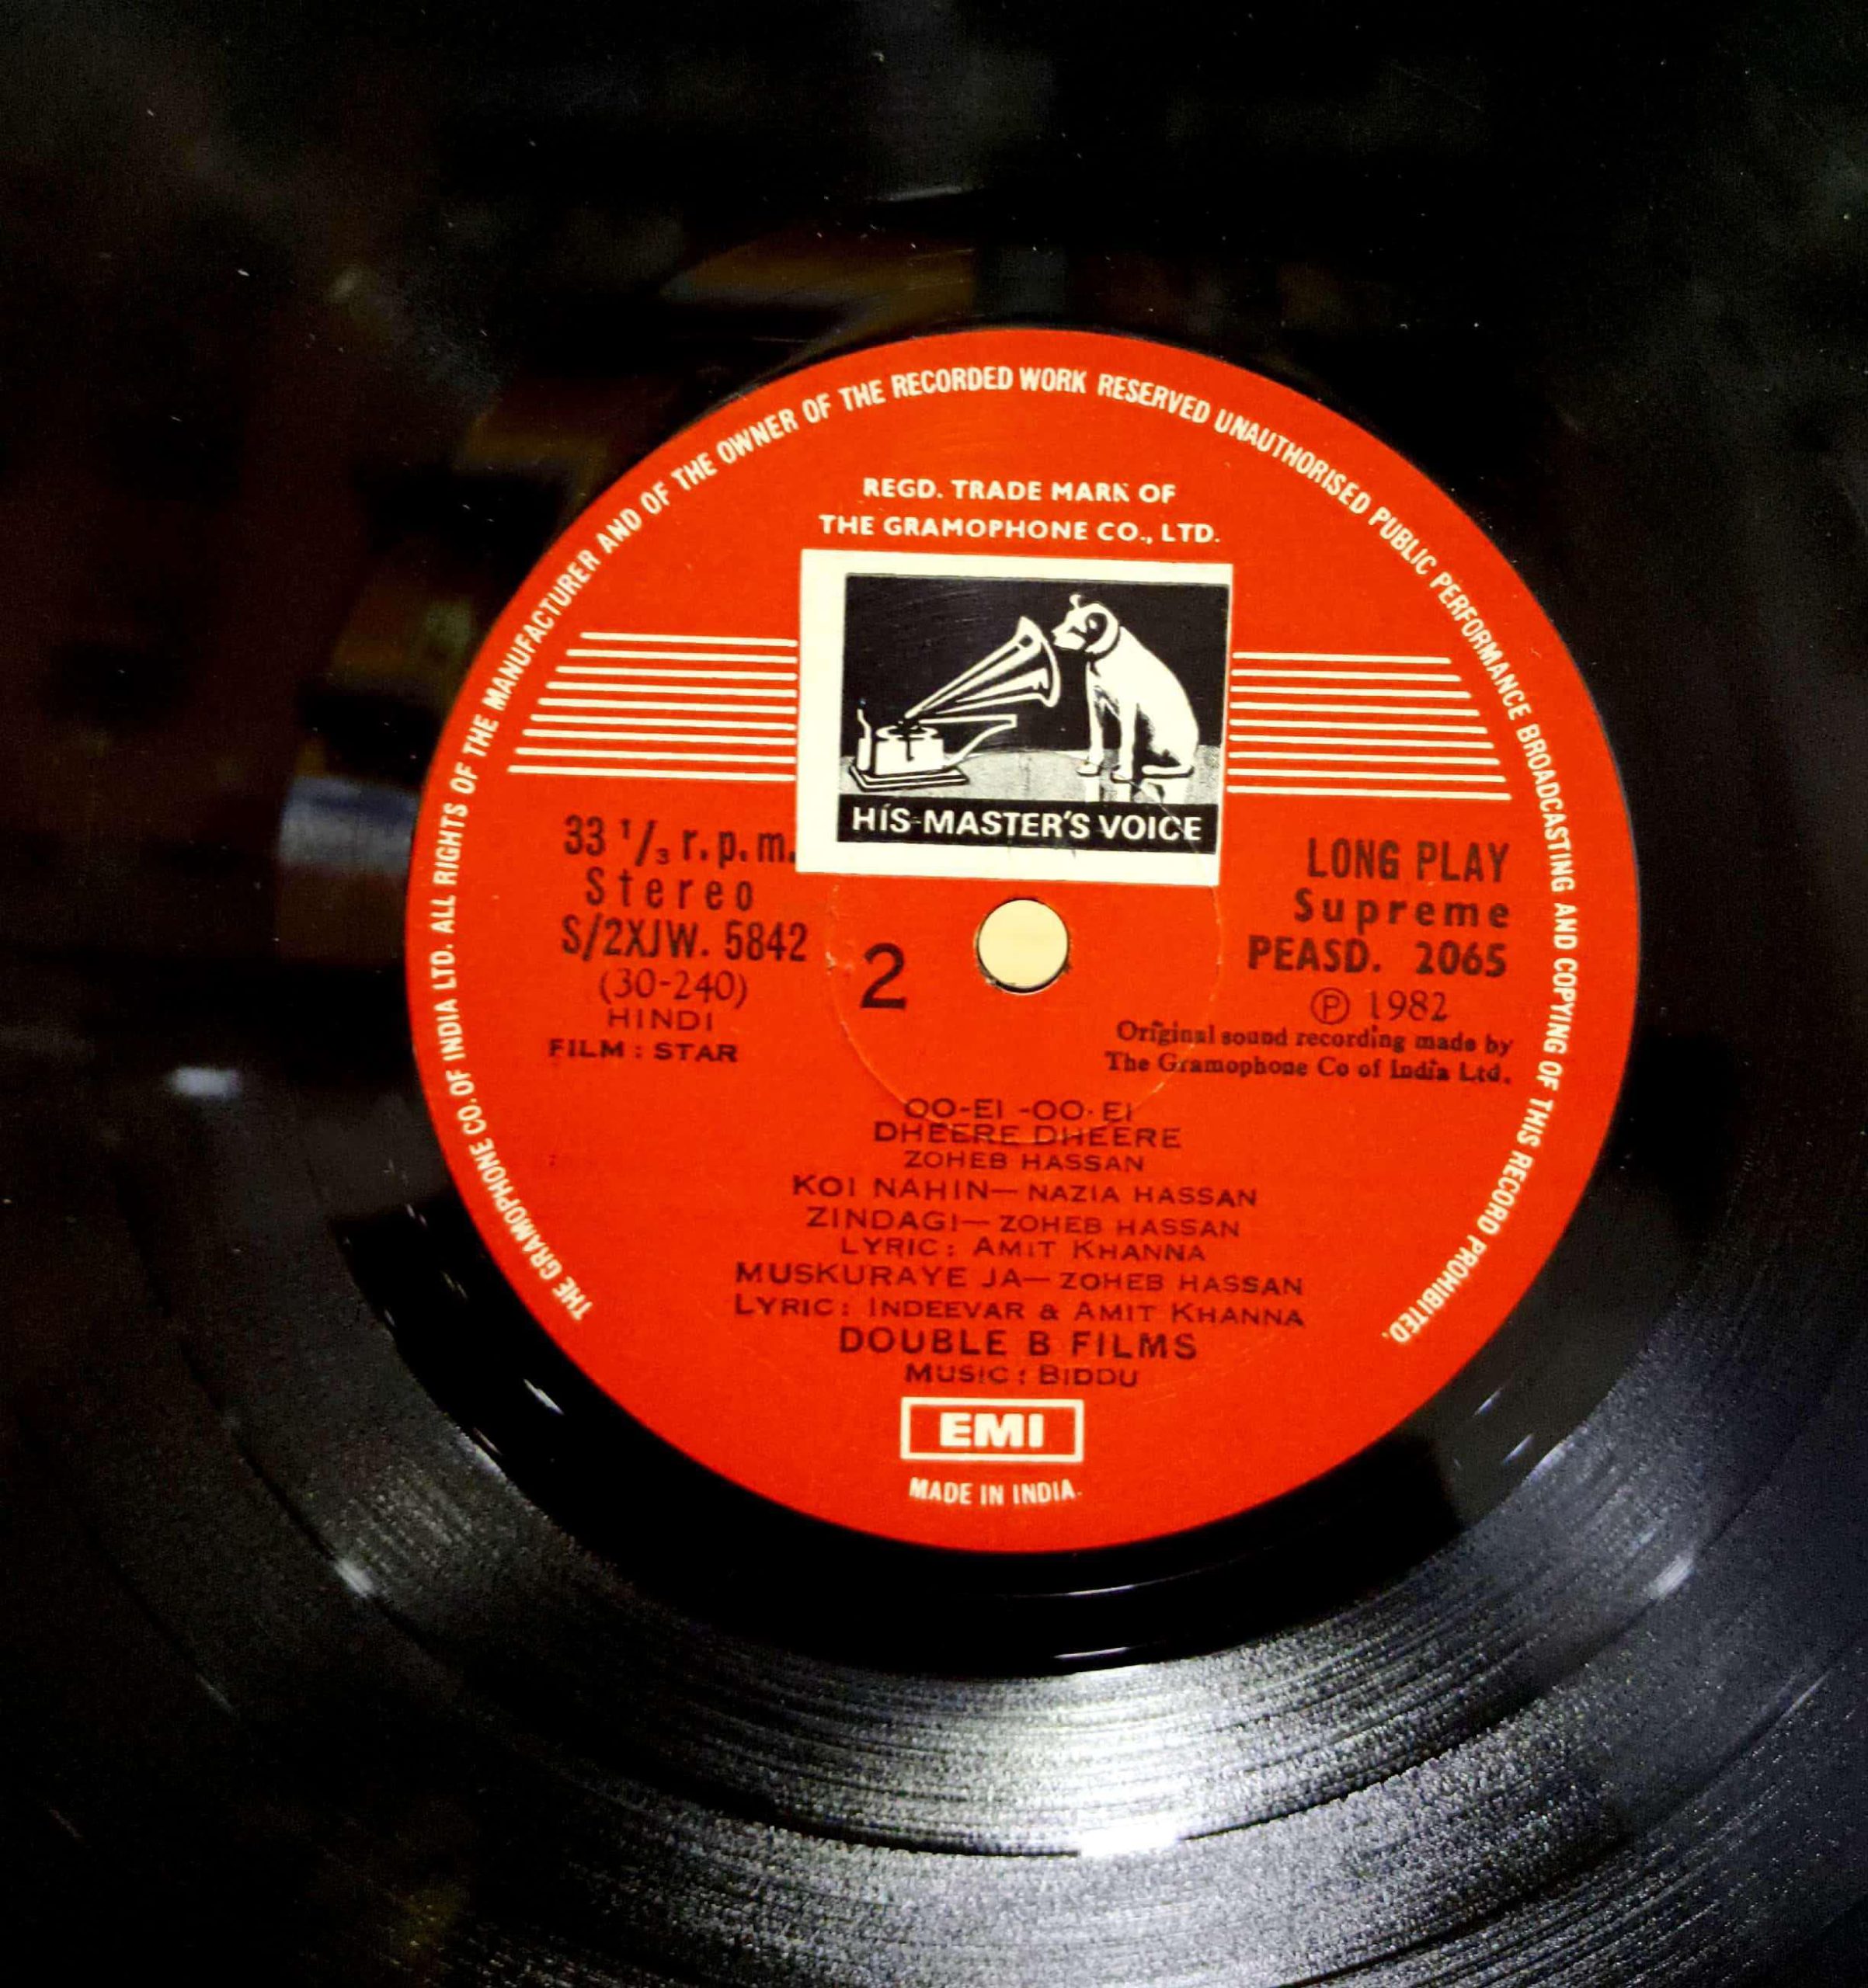 THE GRAMOPHONE CO. OF INDIA LTD. ALL RIGHTS OF THE MANUFACTURER AND OF THE OWNER OF THE RECORDED WORK RESERVED UNAUTHORISED PUBLIC PERFORMANCE BROADCASTING AND COPYING OF THIS RECORD PROHIBITED.
REGD. TRADE MARK OF
THE GRAMOPHONE CO., LTD.
HIS MASTER'S VOICE
33 1/3 r.p.m.
Stereo
S/2XJW. 5842
(30-240)
HINDI
FILM : STAR
2
LONG PLAY
Supreme
PEASD. 2065
Ⓟ 1982
Original sound recording made by
The Gramophone Co of India Ltd.
OO-EI -OO-EI
DHEERE DHEERE
ZOHEB HASSAN
KOI NAHIN— NAZIA HASSAN
ZINDAGI— ZOHEB HASSAN
LYRIC: AMIT KHANNA
MUSKURAYE JA— ZOHEB HASSAN
LYRIC: INDEEVAR & AMIT KHANNA
DOUBLE B FILMS
MUSIC: BIDDU
EMI
MADE IN INDIA.